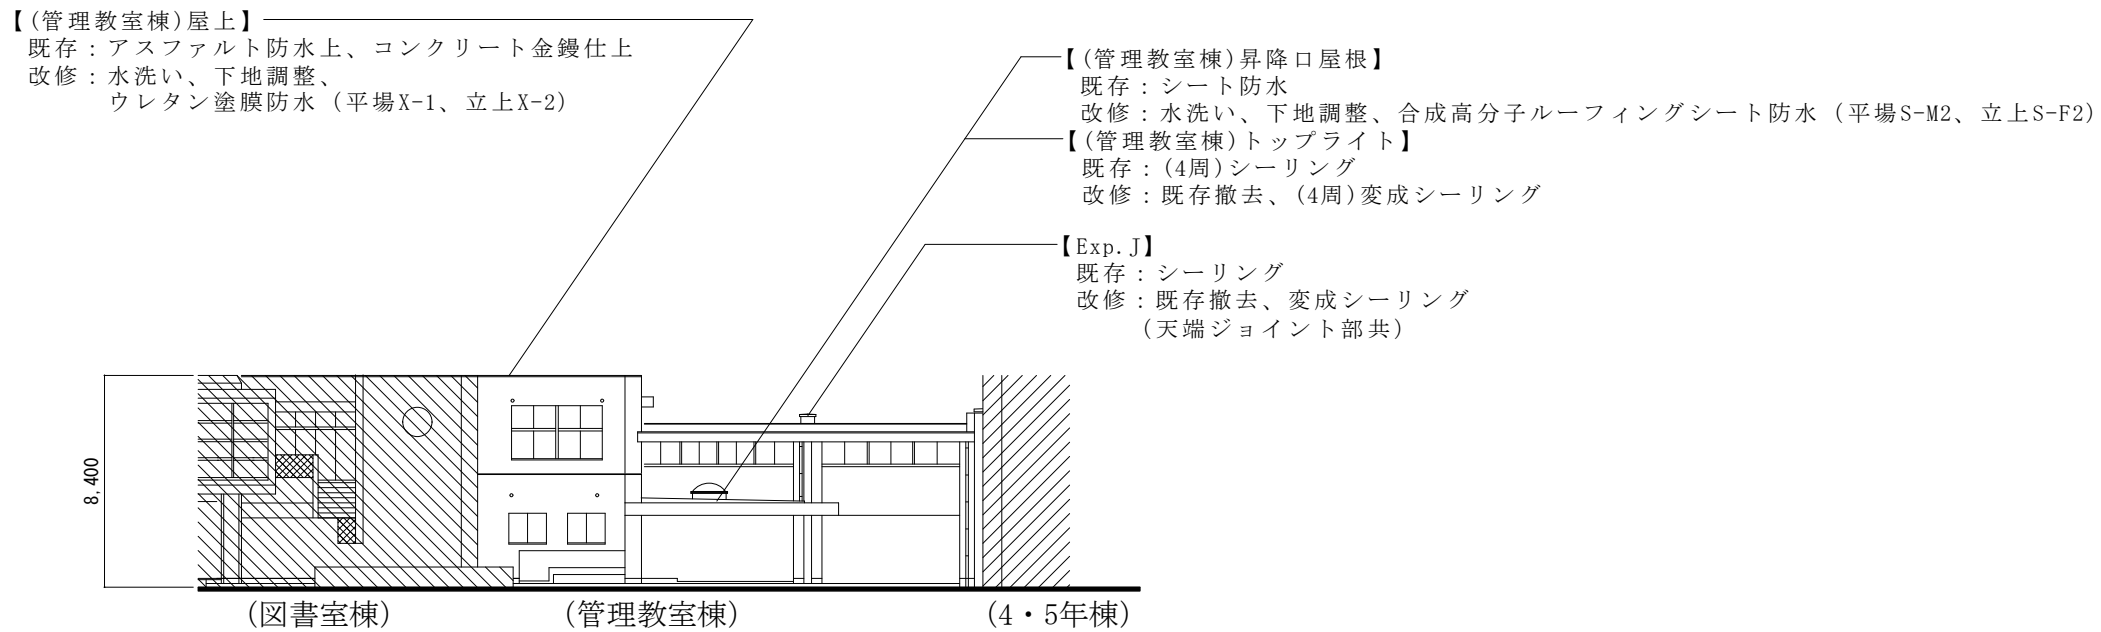 【(管理教室棟)屋上】
既存：アスファルト防水上、コンクリート金鏝仕上
改修：水洗い、下地調整、
ウレタン塗膜防水（平場X-1、立上X-2）
【(管理教室棟)昇降口屋根】
既存：シート防水
改修：水洗い、下地調整、合成高分子ルーフィングシート防水（平場S-M2、立上S-F2）
【(管理教室棟)トップライト】
既存：(4周)シーリング
改修：既存撤去、(4周)変成シーリング
【Exp.J】
既存：シーリング
改修：既存撤去、変成シーリング
（天端ジョイント部共）
8,400
(図書室棟)
(管理教室棟)
(4・5年棟)